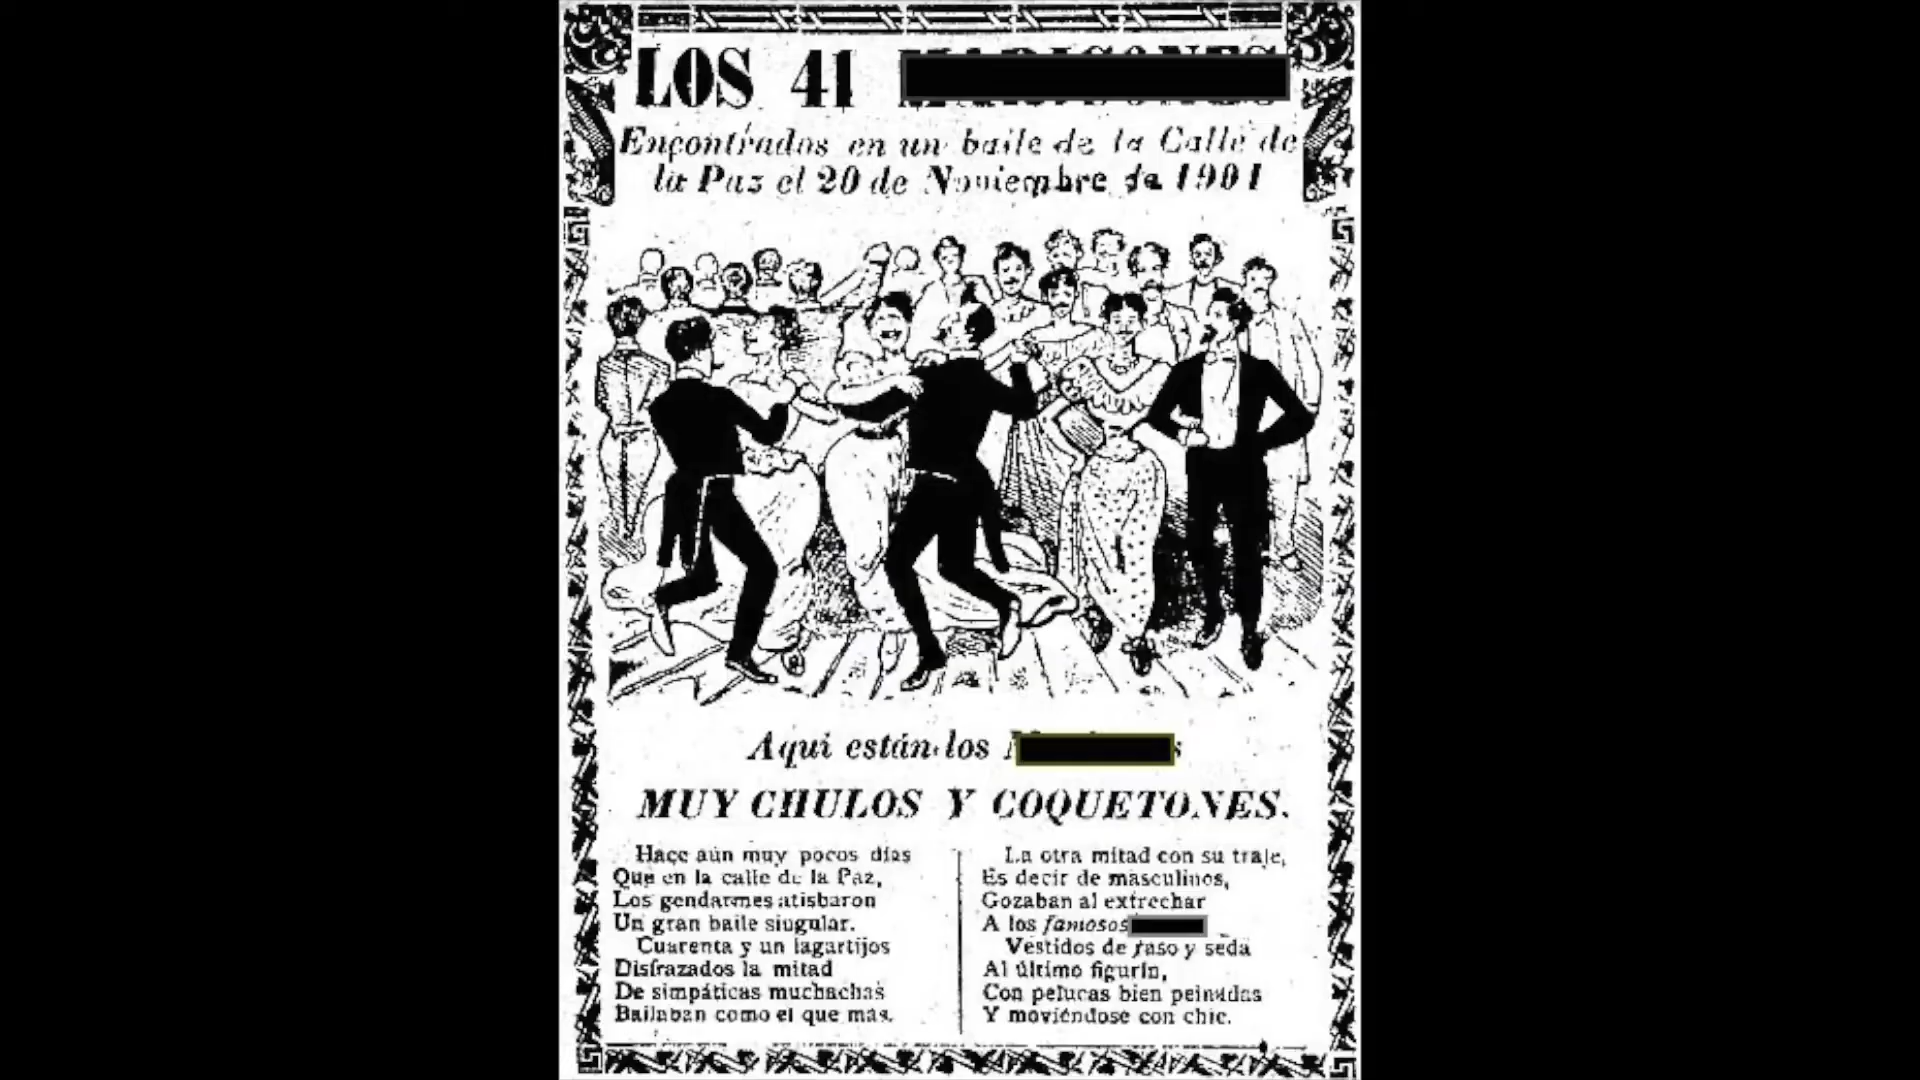 LOS 41
Encontrados en un baile de la Calle de
la Paz el 20 de Noviembre de 1901
Aquí están los
MUY CHULOS Y COQUETONES.
Hace aún muy pocos días
Que en la calle de la Paz,
Los gendarmes atisbaron
Un gran baile singular.
Cuarenta y un lagartijos
Disfrazados la mitad
De simpáticas muchachas
Bailaban como el que más.
La otra mitad con su traje,
Es decir de masculinos,
Gozaban al extrechar
A los famosos
Vestidos de raso y seda
Al último figurín,
Con pelucas bien peinadas
Y moviéndose con chic.